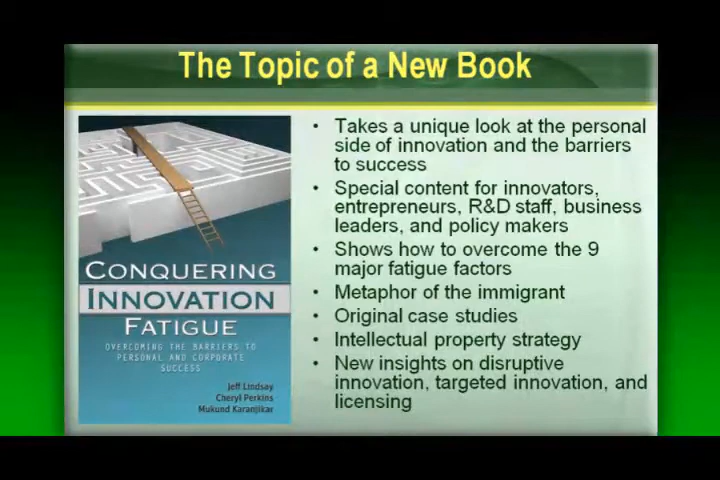 The Topic of a New Book
CONQUERING
INNOVATION
FATIGUE
OVERCOMING THE BARRIERS TO
PERSONAL AND CORPORATE
SUCCESS
Jeff Lindsay
Cheryl Perkins
Mukund Karanjikar
• Takes a unique look at the personal
side of innovation and the barriers
to success
• Special content for innovators,
entrepreneurs, R&D staff, business
leaders, and policy makers
• Shows how to overcome the 9
major fatigue factors
• Metaphor of the immigrant
• Original case studies
• Intellectual property strategy
• New insights on disruptive
innovation, targeted innovation, and
licensing